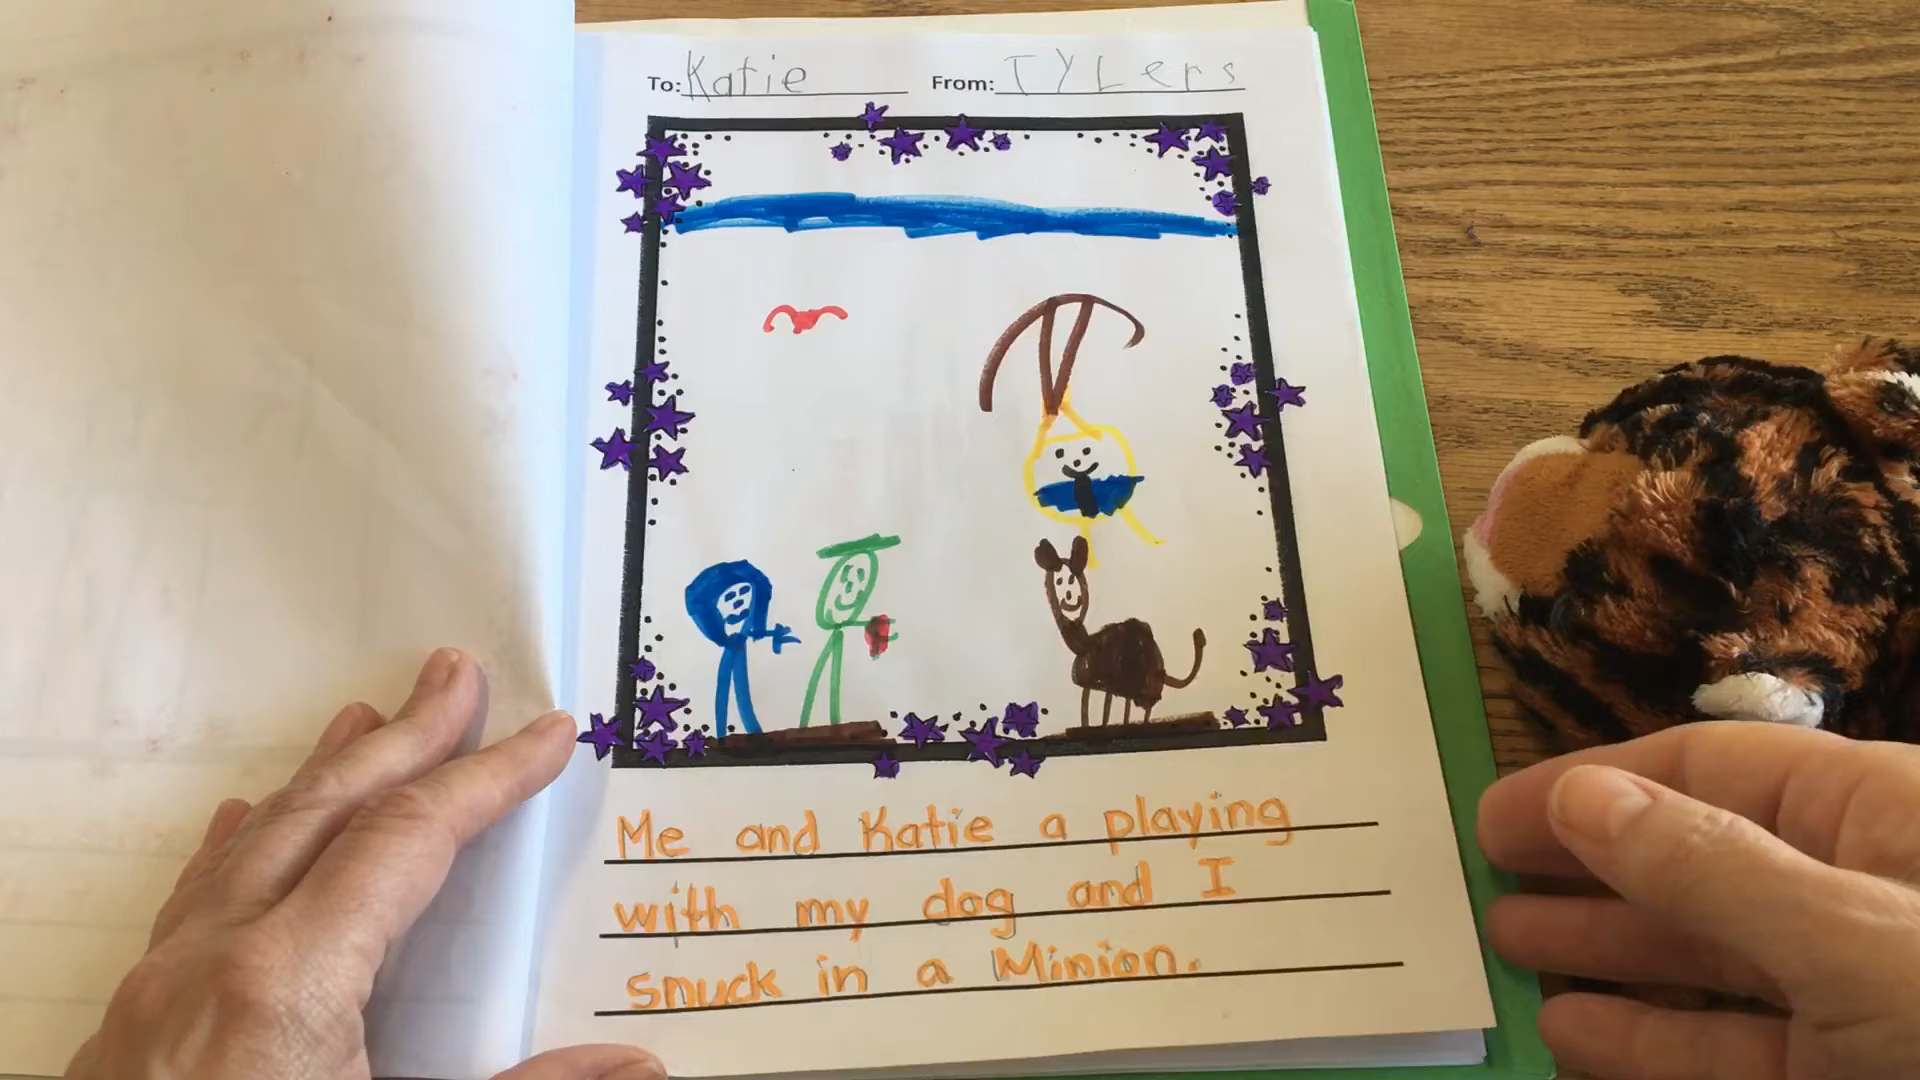 To: Katie From: TYLers
Me and Katie a playing
with my dog and I
snuck in a Minion.